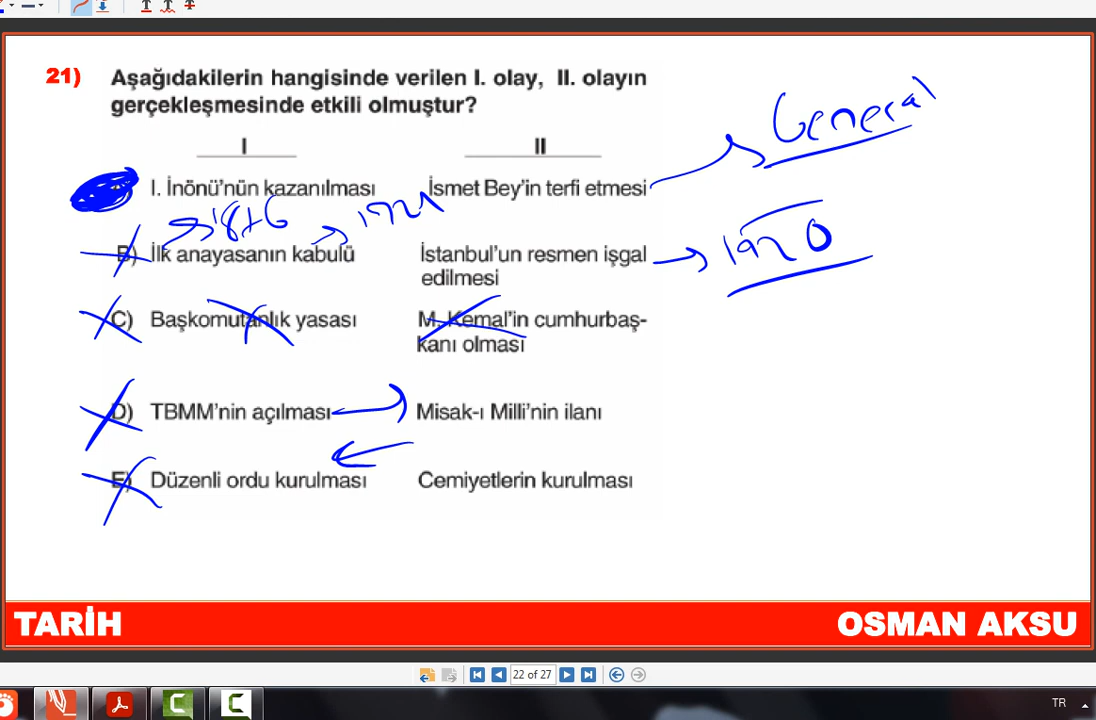 21) Aşağıdakilerin hangisinde verilen I. olay, II. olayın
gerçekleşmesinde etkili olmuştur?
General
I II
I. İnönü'nün kazanılması İsmet Bey'in terfi etmesi
1876 1921
B) İlk anayasanın kabulü İstanbul'un resmen işgal
edilmesi
1920
C) Başkomutanlık yasası M. Kemal'in cumhurbaş-
kanı olması
D) TBMM'nin açılması Misak-ı Milli'nin ilanı
E) Düzenli ordu kurulması Cemiyetlerin kurulması
TARİH OSMAN AKSU
22 of 27
TR